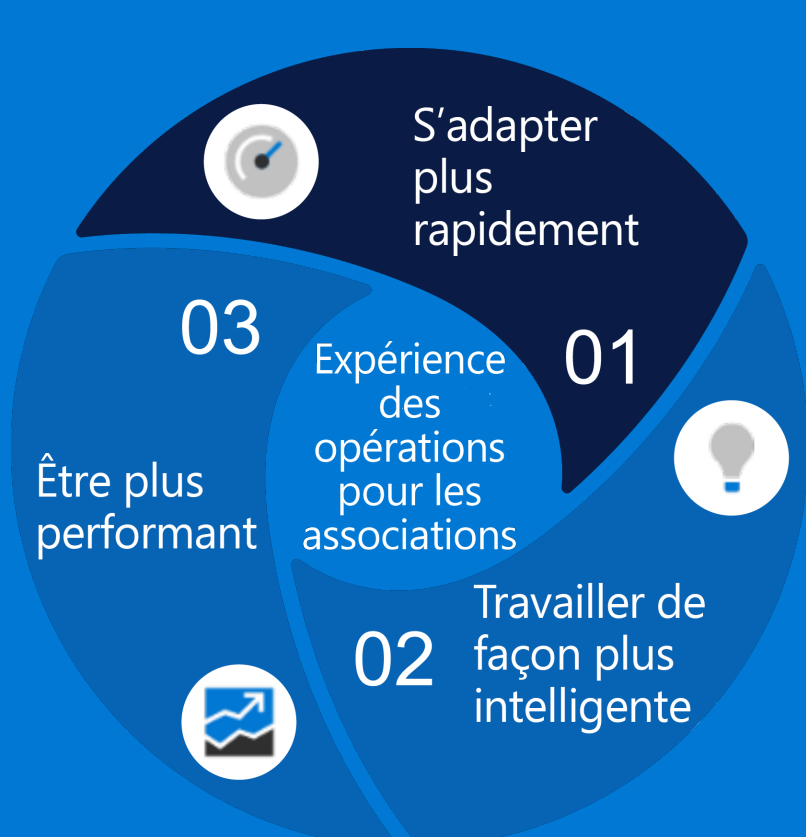 S'adapter
plus
rapidement
01
Travailler de
façon plus
intelligente
02
Être plus
performant
03
Expérience
des
opérations
pour les
associations